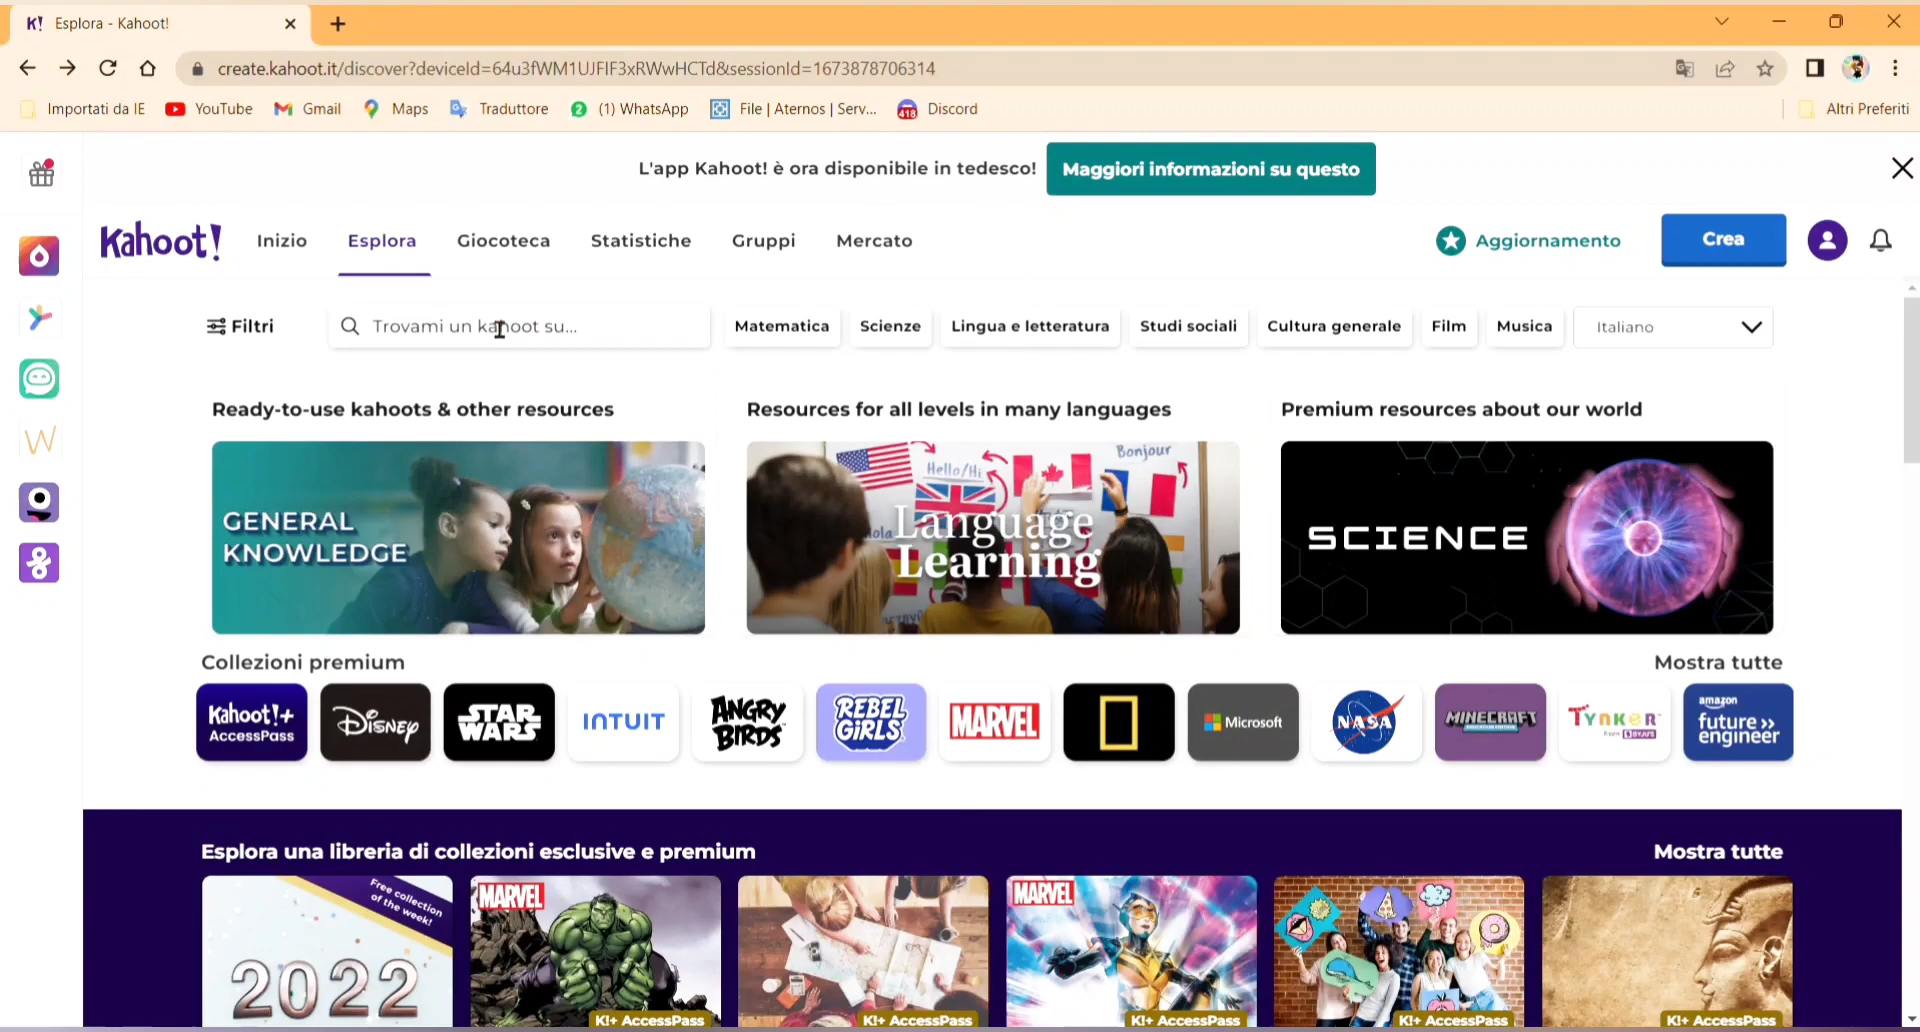 K! Esplora - Kahoot!
create.kahoot.it/discover?deviceId=64u3fWM1UJFIF3xRWwHCTd&sessionId=1673878706314
Importati da IE YouTube Gmail Maps Traduttore 2 (1) WhatsApp File | Aternos | Serv... 418 Discord Altri Preferiti
L'app Kahoot! è ora disponibile in tedesco! Maggiori informazioni su questo
Kahoot! Inizio Esplora Giocoteca Statistiche Gruppi Mercato Aggiornamento Crea
Filtri Trovami un kahoot su... Matematica Scienze Lingua e letteratura Studi sociali Cultura generale Film Musica Italiano
Ready-to-use kahoots & other resources Resources for all levels in many languages Premium resources about our world
GENERAL
KNOWLEDGE
Hello/Hi
Bonjour
Language
Learning
SCIENCE
Collezioni premium Mostra tutte
Kahoot!+
AccessPass
Disney
STAR
WARS
INTUIT
ANGRY
BIRDS
REBEL
GIRLS
MARVEL
Microsoft
NASA
MINECRAFT
TYNKER
amazon
future
engineer
Esplora una libreria di collezioni esclusive e premium Mostra tutte
Free collection
of the week!
2022
MARVEL
K!+ AccessPass
K!+ AccessPass
MARVEL
K!+ AccessPass
K!+ AccessPass
K!+ AccessPass